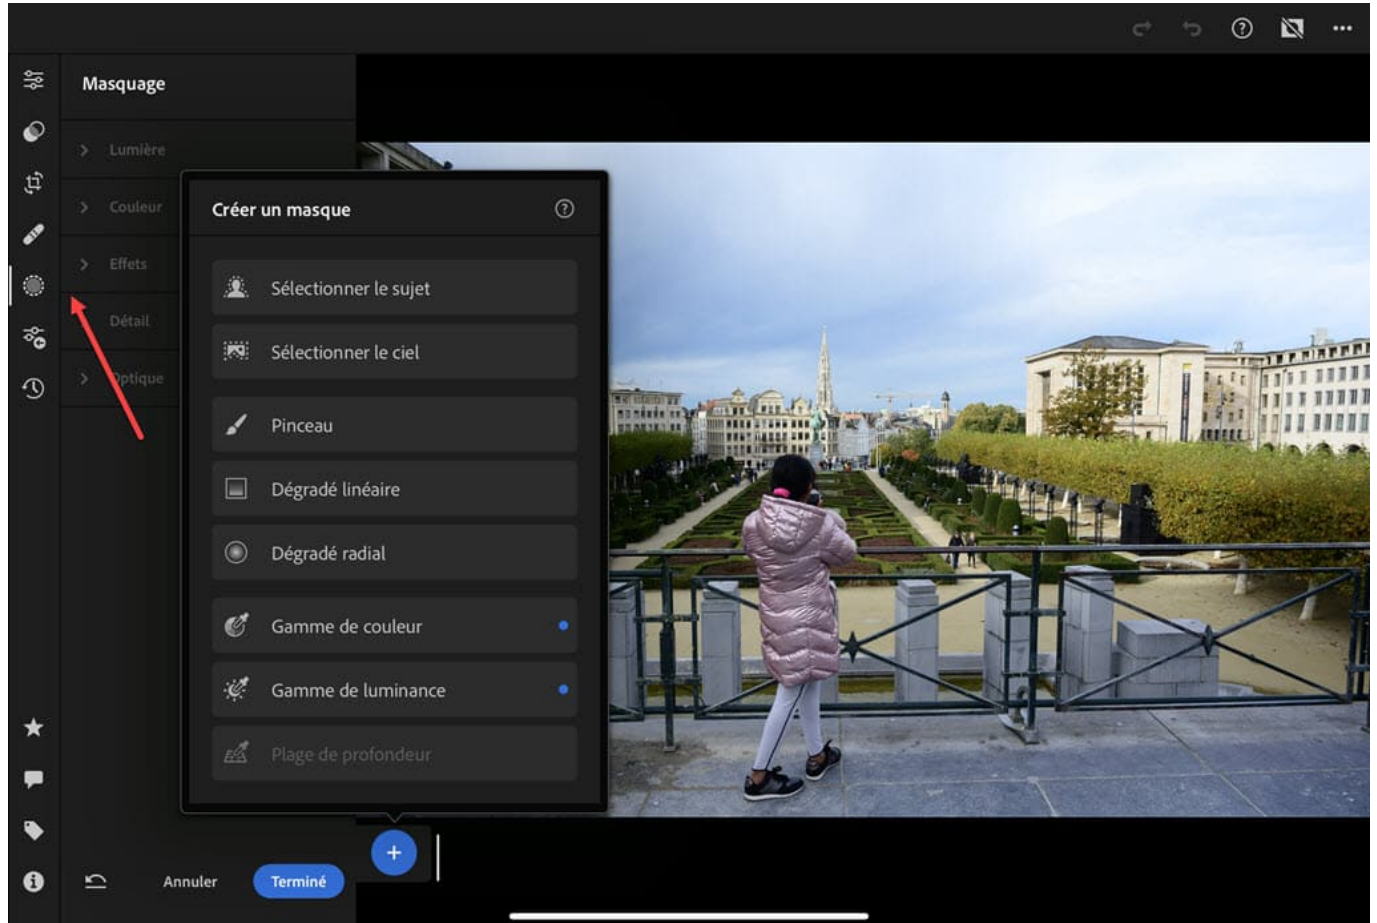 Masquage
Lumière
Couleur
Effets
Détail
Optique
Créer un masque
Sélectionner le sujet
Sélectionner le ciel
Pinceau
Dégradé linéaire
Dégradé radial
Gamme de couleur
Gamme de luminance
Plage de profondeur
Annuler
Terminé